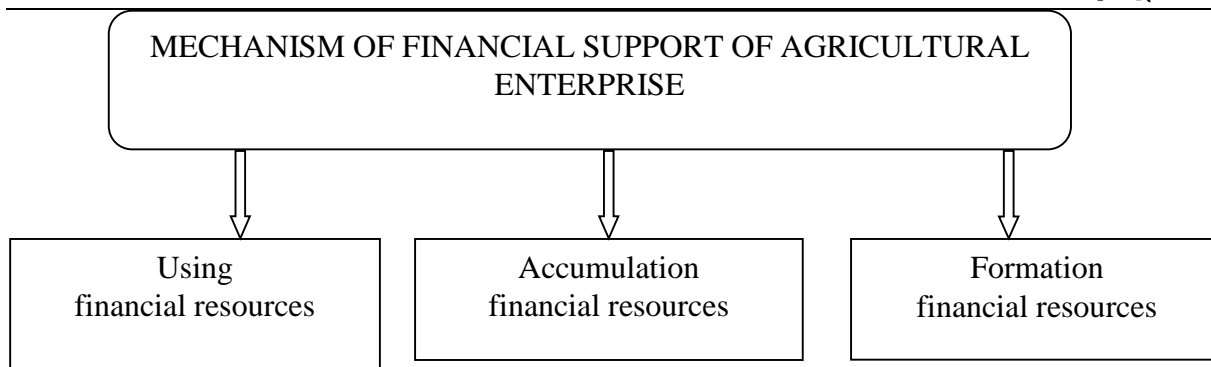 MECHANISM OF FINANCIAL SUPPORT OF AGRICULTURAL
ENTERPRISE
Using
financial resources
Accumulation
financial resources
Formation
financial resources